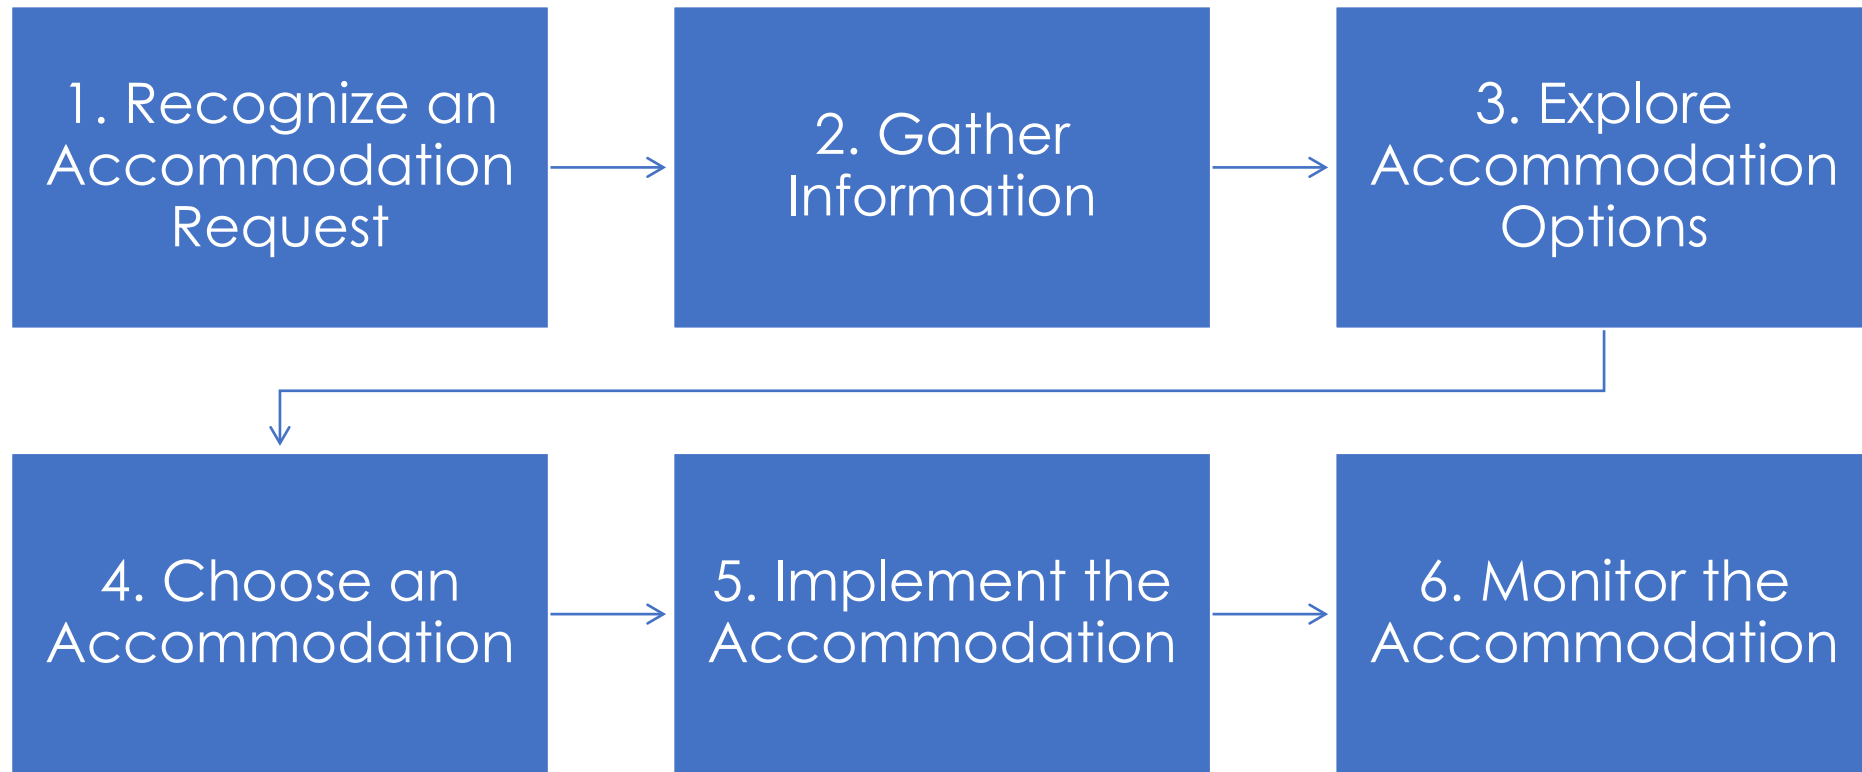 1. Recognize an
Accommodation
Request
2. Gather
Information
3. Explore
Accommodation
Options
4. Choose an
Accommodation
5. Implement the
Accommodation
6. Monitor the
Accommodation